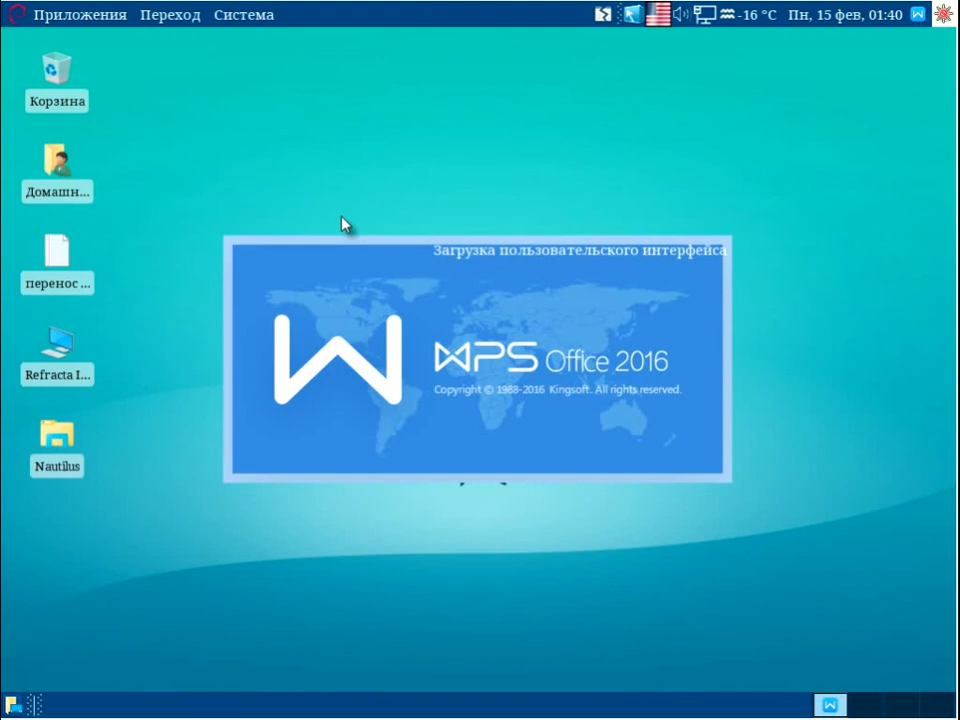 Приложения Переход Система
-16 °C Пн, 15 фев, 01:40
Корзина
Домашн...
перенос ...
Refracta I...
Nautilus
Загрузка пользовательского интерфейса
WPS Office 2016
Copyright © 1988-2016 Kingsoft. All rights reserved.